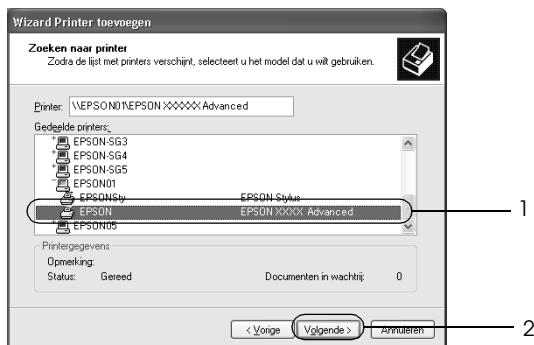 Wizard Printer toevoegen
Zoeken naar printer
Zodra de lijst met printers verschijnt, selecteert u het model dat u wilt gebruiken.
Printer: \\EPSON01\EPSON XXXXXX Advanced
Gedeelde printers:
EPSON-SG3
EPSON-SG4
EPSON-SG5
EPSON01
EPSONSty EPSON Stylus
EPSON EPSON XXXX Advanced 1
EPSON05
Printergegevens
Opmerking:
Status: Gereed Documenten in wachtrij: 0
< Vorige Volgende > Annuleren 2